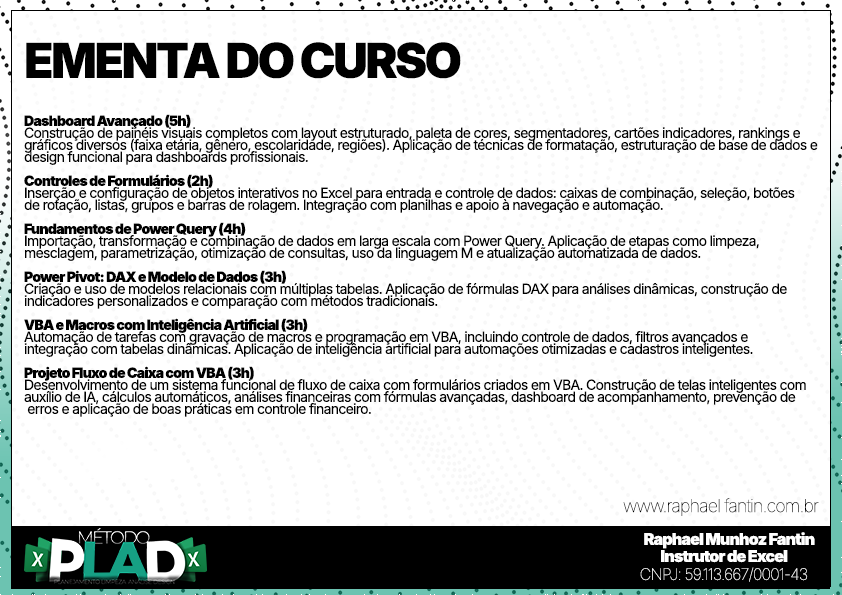 EMENTA DO CURSO
Dashboard Avançado (5h)
Construção de painéis visuais completos com layout estruturado, paleta de cores, segmentadores, cartões indicadores, rankings e
gráficos diversos (faixa etária, gênero, escolaridade, regiões). Aplicação de técnicas de formatação, estruturação de base de dados e
design funcional para dashboards profissionais.
Controles de Formulários (2h)
Inserção e configuração de objetos interativos no Excel para entrada e controle de dados: caixas de combinação, seleção, botões
de rotação, listas, grupos e barras de rolagem. Integração com planilhas e apoio à navegação e automação.
Fundamentos de Power Query (4h)
Importação, transformação e combinação de dados em larga escala com Power Query. Aplicação de etapas como limpeza,
mesclagem, parametrização, otimização de consultas, uso da linguagem M e atualização automatizada de dados.
Power Pivot: DAX e Modelo de Dados (3h)
Criação e uso de modelos relacionais com múltiplas tabelas. Aplicação de fórmulas DAX para análises dinâmicas, construção de
indicadores personalizados e comparação com métodos tradicionais.
VBA e Macros com Inteligência Artificial (3h)
Automação de tarefas com gravação de macros e programação em VBA, incluindo controle de dados, filtros avançados e
integração com tabelas dinâmicas. Aplicação de inteligência artificial para automações otimizadas e cadastros inteligentes.
Projeto Fluxo de Caixa com VBA (3h)
Desenvolvimento de um sistema funcional de fluxo de caixa com formulários criados em VBA. Construção de telas inteligentes com
auxílio de IA, cálculos automáticos, análises financeiras com fórmulas avançadas, dashboard de acompanhamento, prevenção de
erros e aplicação de boas práticas em controle financeiro.
www.raphaelfantin.com.br
MÉTODO
X PLAD X
Raphael Munhoz Fantin
Instrutor de Excel
CNPJ: 59.113.667/0001-43